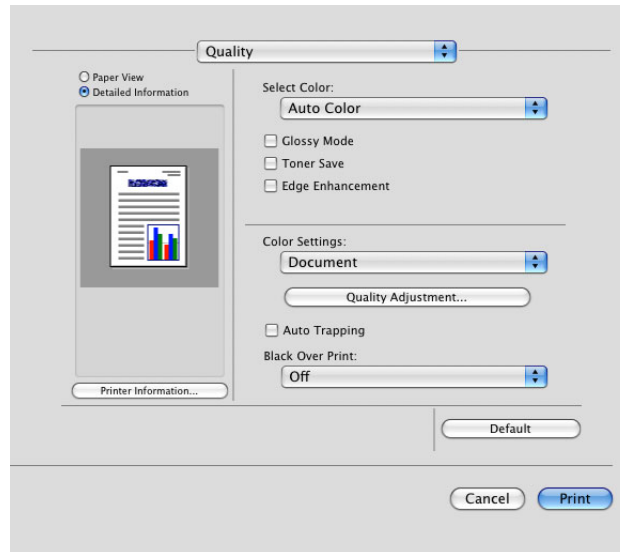 Quality
Paper View
Detailed Information
Printer Information...
Select Color:
Auto Color
Glossy Mode
Toner Save
Edge Enhancement
Color Settings:
Document
Quality Adjustment...
Auto Trapping
Black Over Print:
Off
Default
Cancel
Print